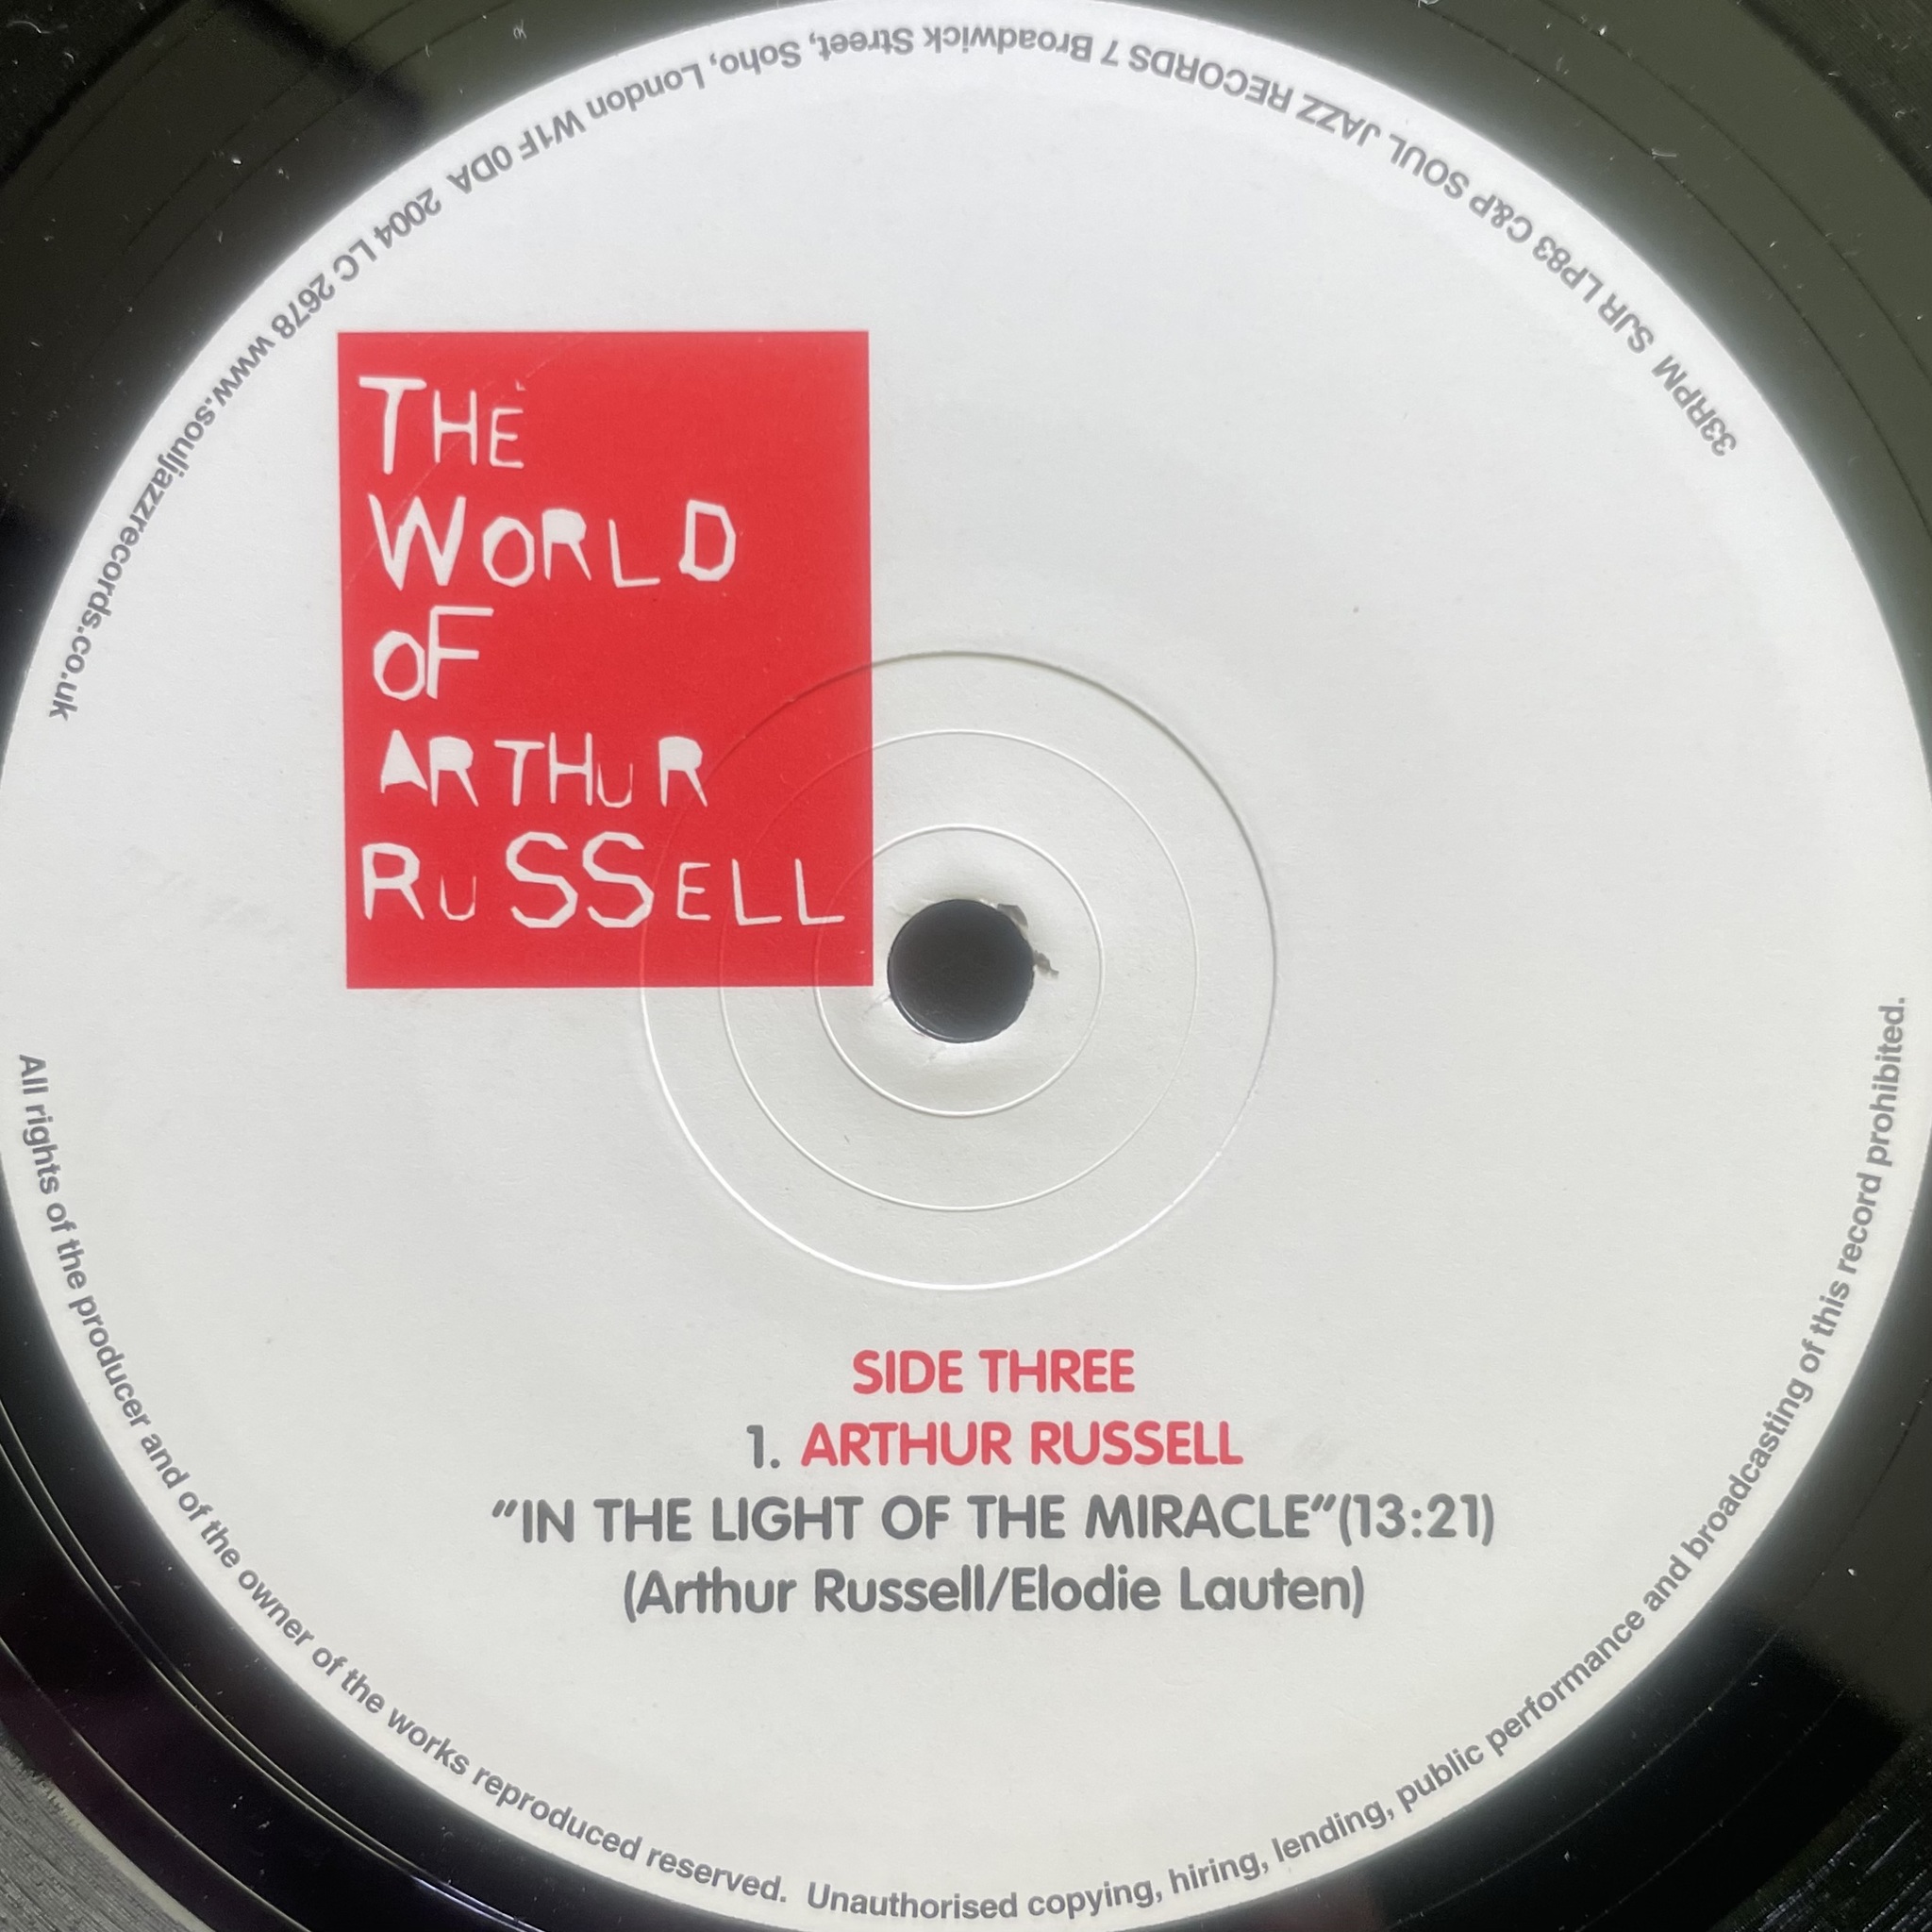 33RPM SJR LP83 C&P SOUL JAZZ RECORDS 7 Broadwick Street, Soho, London W1F 0DA 2004 LC 2678 www.souljazzrecords.co.uk
THE
WORLD
OF
ARTHUR
RUSSELL
SIDE THREE
1. ARTHUR RUSSELL
"IN THE LIGHT OF THE MIRACLE"(13:21)
(Arthur Russell/Elodie Lauten)
All rights of the producer and of the owner of the works reproduced reserved. Unauthorised copying, hiring, lending, public performance and broadcasting of this record prohibited.